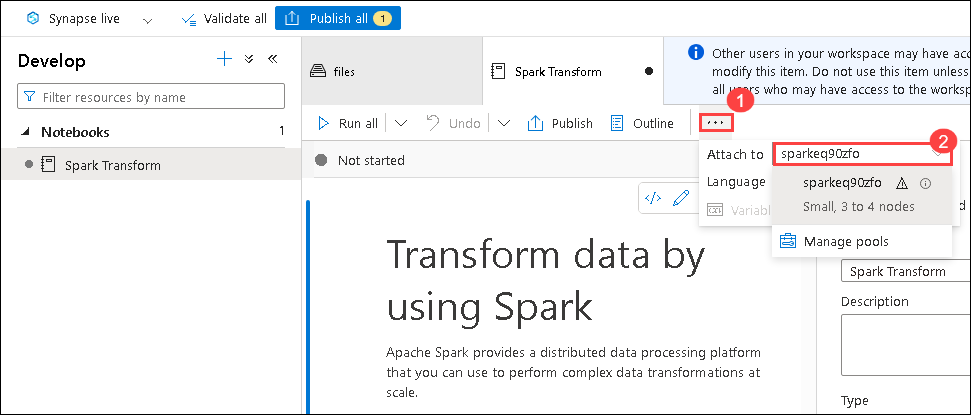 Synapse live
Validate all
Publish all 1
Develop
Filter resources by name
Notebooks 1
Spark Transform
files
Spark Transform
Other users in your workspace may have acc
modify this item. Do not use this item unless
all users who may have access to the workspa
Run all
Undo
Publish
Outline
1
Not started
Attach to
sparkeq90zfo
2
Language
sparkeq90zfo
Small, 3 to 4 nodes
Variabl
Manage pools
Transform data by
using Spark
Apache Spark provides a distributed data processing platform
that you can use to perform complex data transformations at
scale.
Spark Transform
Description
Type